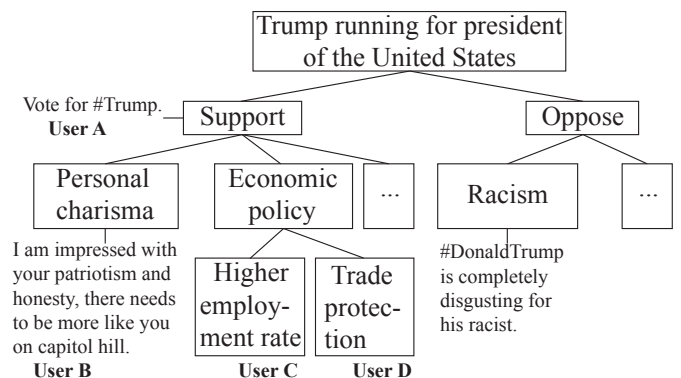 Trump running for president
of the United States
Vote for #Trump.
User A
Support
Oppose
Personal
charisma
Economic
policy
...
Racism
...
I am impressed with
your patriotism and
honesty, there needs
to be more like you
on capitol hill.
User B
Higher
employ-
ment rate
User C
Trade
protec-
tion
User D
#DonaldTrump
is completely
disgusting for
his racist.